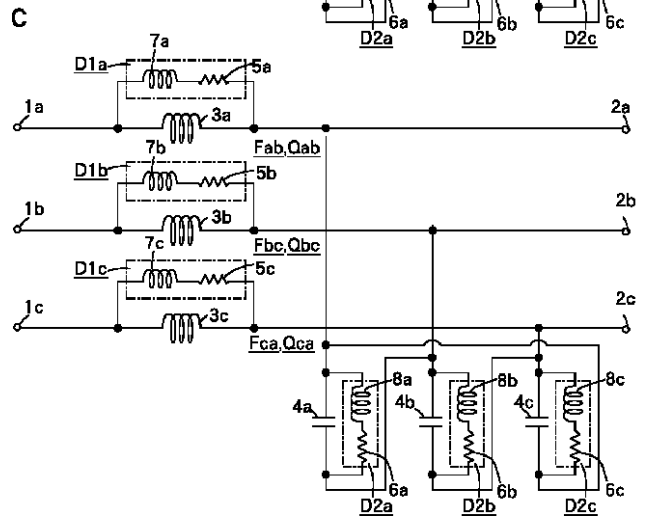 6a 6b 6c
D2a D2b D2c
C
7a
D1a 5a
1a 3a 2a
7b Fab,Qab
D1b 5b
1b 3b 2b
7c Fbc,Qbc
D1c 5c
1c 3c 2c
Fca,Qca
8a 8b 8c
4a 4b 4c
6a 6b 6c
D2a D2b D2c